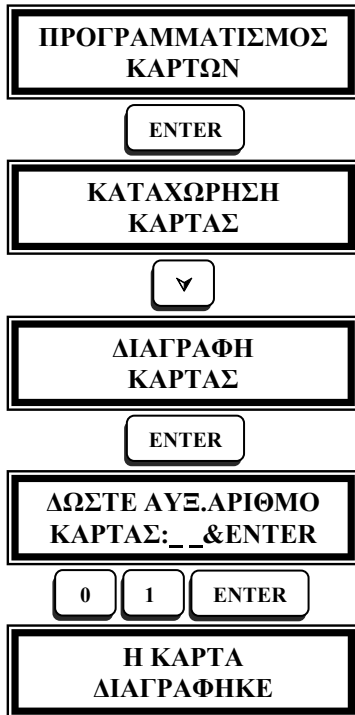 ΠΡΟΓΡΑΜΜΑΤΙΣΜΟΣ
ΚΑΡΤΩΝ
ENTER
ΚΑΤΑΧΩΡΗΣΗ
ΚΑΡΤΑΣ
ΔΙΑΓΡΑΦΗ
ΚΑΡΤΑΣ
ENTER
ΔΩΣΤΕ ΑΥΞ.ΑΡΙΘΜΟ
ΚΑΡΤΑΣ:_ _&ENTER
0 1 ENTER
Η ΚΑΡΤΑ
ΔΙΑΓΡΑΦΗΚΕ